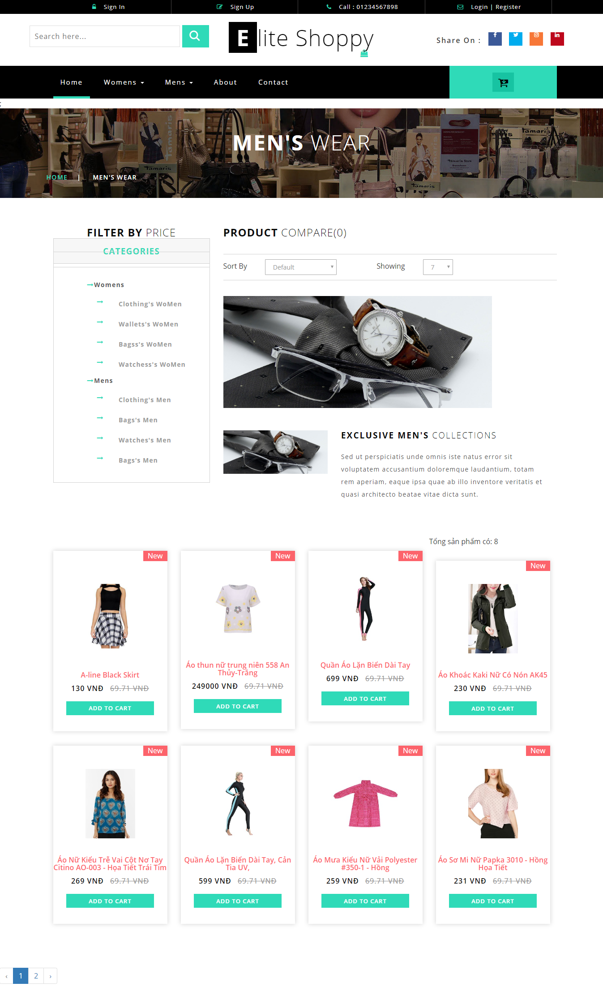 Sign In
Sign Up
Call : 01234567898
Login | Register
Search here...
Elite Shoppy
Share On :
Home
Womens
Mens
About
Contact
;
Tamaris
Tamaris
Tamaris
Tamaris
Tamaris
Tamaris Store
Tamaris
MEN'S WEAR
HOME | MEN'S WEAR
FILTER BY PRICE
CATEGORIES
Womens
Clothing's WoMen
Wallets's WoMen
Bagss's WoMen
Watchess's WoMen
Mens
Clothing's Men
Bags's Men
Watches's Men
Bags's Men
PRODUCT COMPARE(0)
Sort By
Default
Showing
7
EXCLUSIVE MEN'S COLLECTIONS
Sed ut perspiciatis unde omnis iste natus error sit
voluptatem accusantium doloremque laudantium, totam
rem aperiam, eaque ipsa quae ab illo inventore veritatis et
quasi architecto beatae vitae dicta sunt.
Tổng sản phẩm có: 8
New
A-line Black Skirt
130 VNĐ 69.71 VNĐ
ADD TO CART
New
Áo thun nữ trung niên 558 An
Thủy-Trắng
249000 VNĐ 69.71 VNĐ
ADD TO CART
New
Quần Áo Lặn Biển Dài Tay
699 VNĐ 69.71 VNĐ
ADD TO CART
New
Áo Khoác Kaki Nữ Có Nón AK45
230 VNĐ 69.71 VNĐ
ADD TO CART
New
Áo Nữ Kiểu Trễ Vai Cột Nơ Tay
Citino AO-003 - Họa Tiết Trái Tim
269 VNĐ 69.71 VNĐ
ADD TO CART
New
Quần Áo Lặn Biển Dài Tay, Cản
Tia UV,
599 VNĐ 69.71 VNĐ
ADD TO CART
New
Áo Mưa Kiểu Nữ Vải Polyester
#350-1 - Hồng
259 VNĐ 69.71 VNĐ
ADD TO CART
New
Áo Sơ Mi Nữ Papka 3010 - Hồng
Họa Tiết
231 VNĐ 69.71 VNĐ
ADD TO CART
‹ 1 2 ›